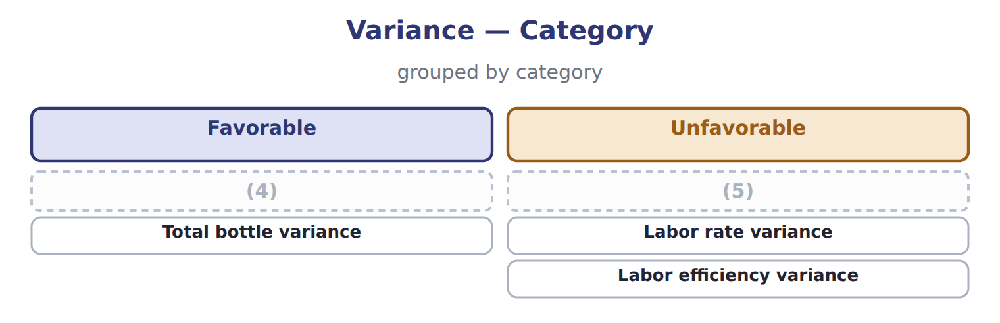 Variance — Category
grouped by category
Favorable
Unfavorable
(4)
(5)
Total bottle variance
Labor rate variance
Labor efficiency variance